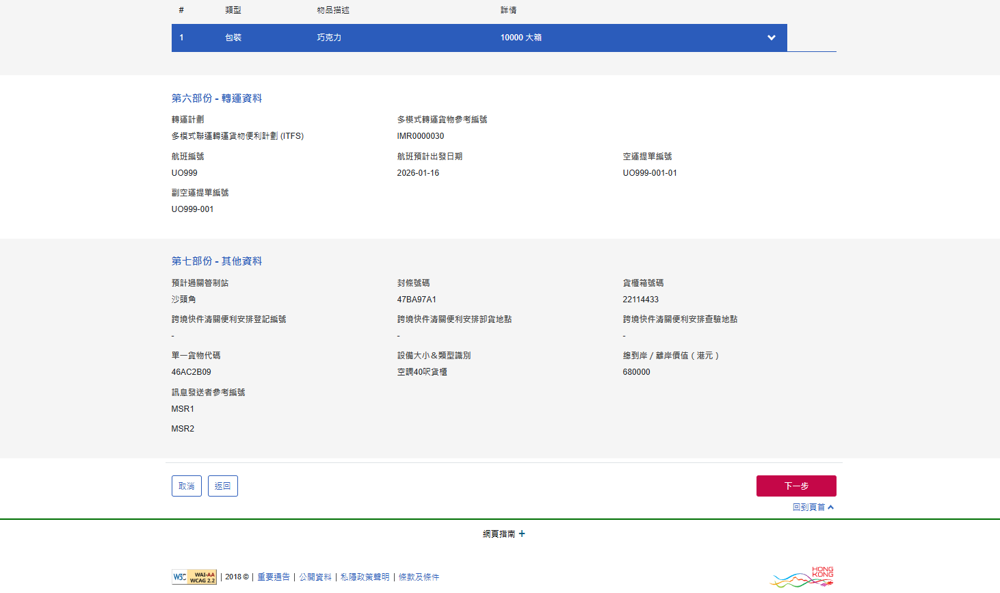 # 類型 物品描述 詳情
1 包裝 巧克力 10000 大箱
第六部份 - 轉運資料
轉運計劃 多模式轉運貨物參考編號
多模式聯運轉運貨物便利計劃 (ITFS) IMR0000030
航班編號 航班預計出發日期 空運提單編號
UO999 2026-01-16 UO999-001-01
副空運提單編號
UO999-001
第七部份 - 其他資料
預計過關管制站 封條號碼 貨櫃箱號碼
沙頭角 47BA97A1 22114433
跨境快件清關便利安排登記編號 跨境快件清關便利安排卸貨地點 跨境快件清關便利安排查驗地點
- - -
單一貨物代碼 設備大小＆類型識別 總到岸 / 離岸價值 ( 港元 )
46AC2B09 空調40呎貨櫃 680000
訊息發送者參考編號
MSR1
MSR2
取消 返回 下一步
回到頁首
網頁指南 +
W3C WAI-AA WCAG 2.2 | 2018 © | 重要通告 | 公開資料 | 私隱政策聲明 | 條款及條件
HONG KONG